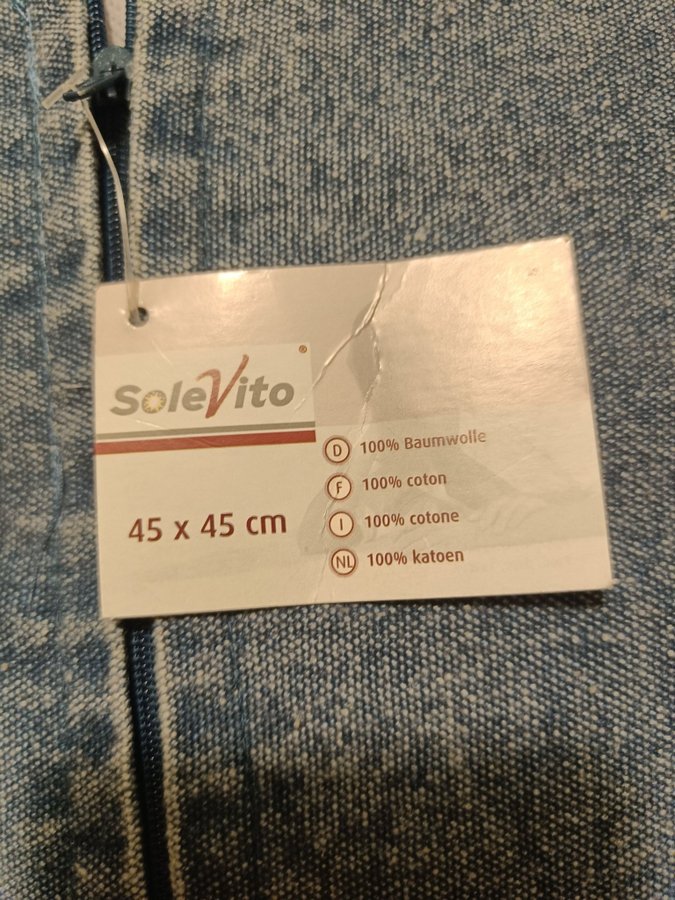 SoleVito®
45 x 45 cm
D 100% Baumwolle
F 100% coton
I 100% cotone
NL 100% katoen